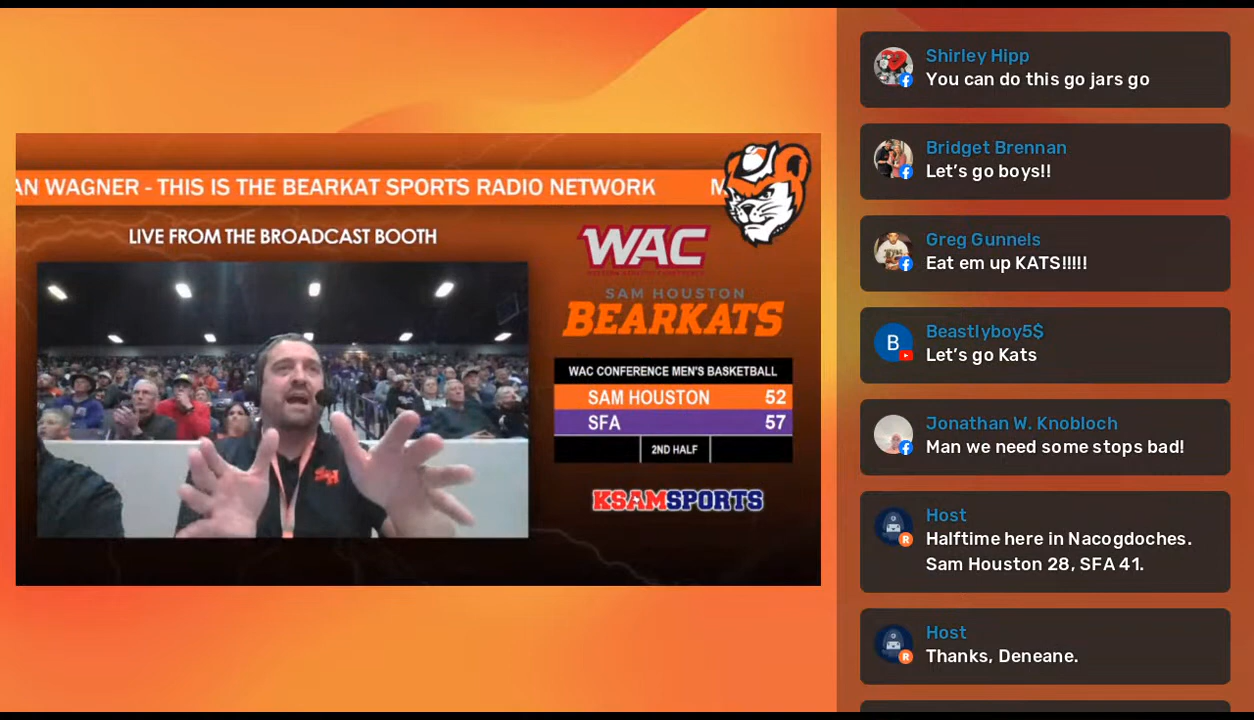 AN WAGNER - THIS IS THE BEARKAT SPORTS RADIO NETWORK
LIVE FROM THE BROADCAST BOOTH
WAC
SAM HOUSTON
BEARKATS
WAC CONFERENCE MEN'S BASKETBALL
SAM HOUSTON 52
SFA 57
2ND HALF
KSAMSPORTS
SH
Shirley Hipp
You can do this go jars go
Bridget Brennan
Let’s go boys!!
Greg Gunnels
Eat em up KATS!!!!!
B
Beastlyboy5$
Let’s go Kats
Jonathan W. Knobloch
Man we need some stops bad!
Host
R
Halftime here in Nacogdoches.
Sam Houston 28, SFA 41.
Host
R
Thanks, Deneane.